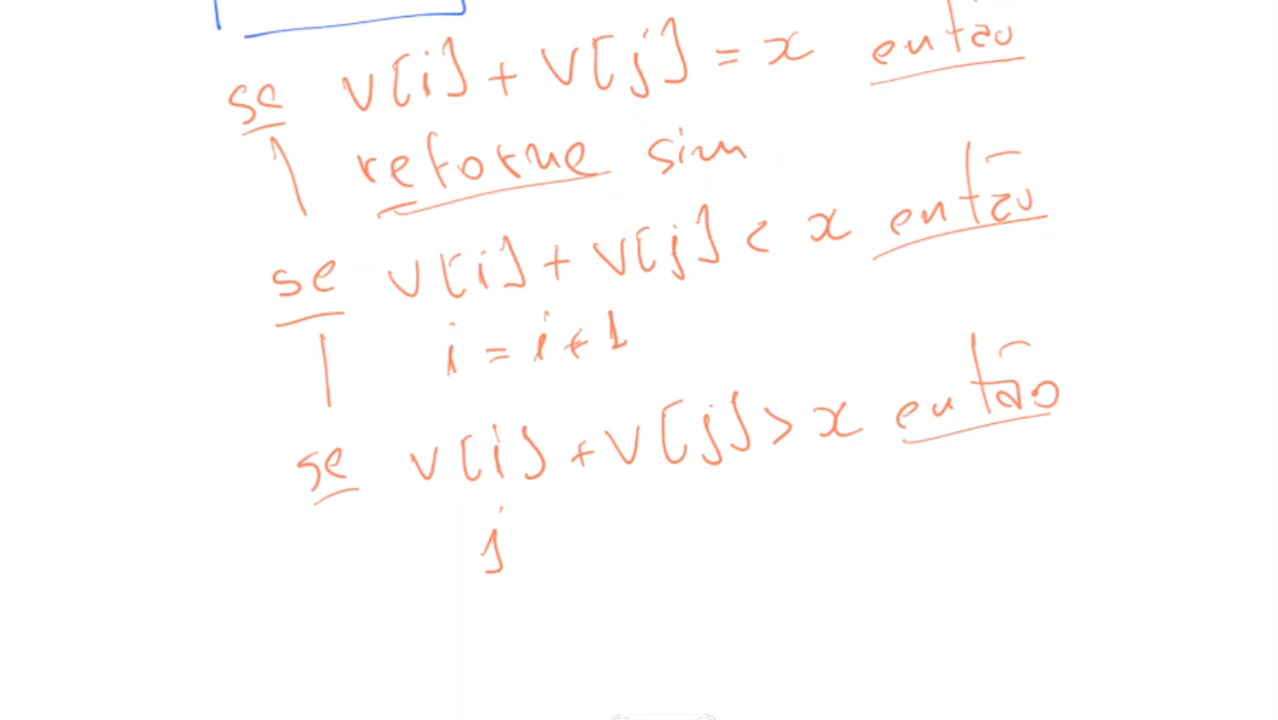 se v[i] + v[j] = x então
retorne sim
se v[i] + v[j] < x então
i = i + 1
se v[i] + v[j] > x então
j